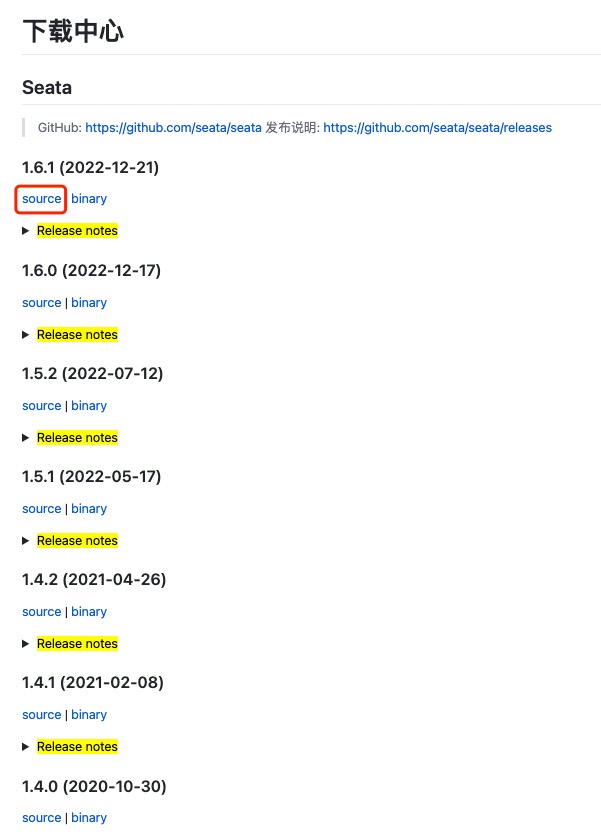 下载中心
Seata
GitHub: https://github.com/seata/seata 发布说明: https://github.com/seata/seata/releases
1.6.1 (2022-12-21)
source binary
Release notes
1.6.0 (2022-12-17)
source | binary
Release notes
1.5.2 (2022-07-12)
source | binary
Release notes
1.5.1 (2022-05-17)
source | binary
Release notes
1.4.2 (2021-04-26)
source | binary
Release notes
1.4.1 (2021-02-08)
source | binary
Release notes
1.4.0 (2020-10-30)
source | binary